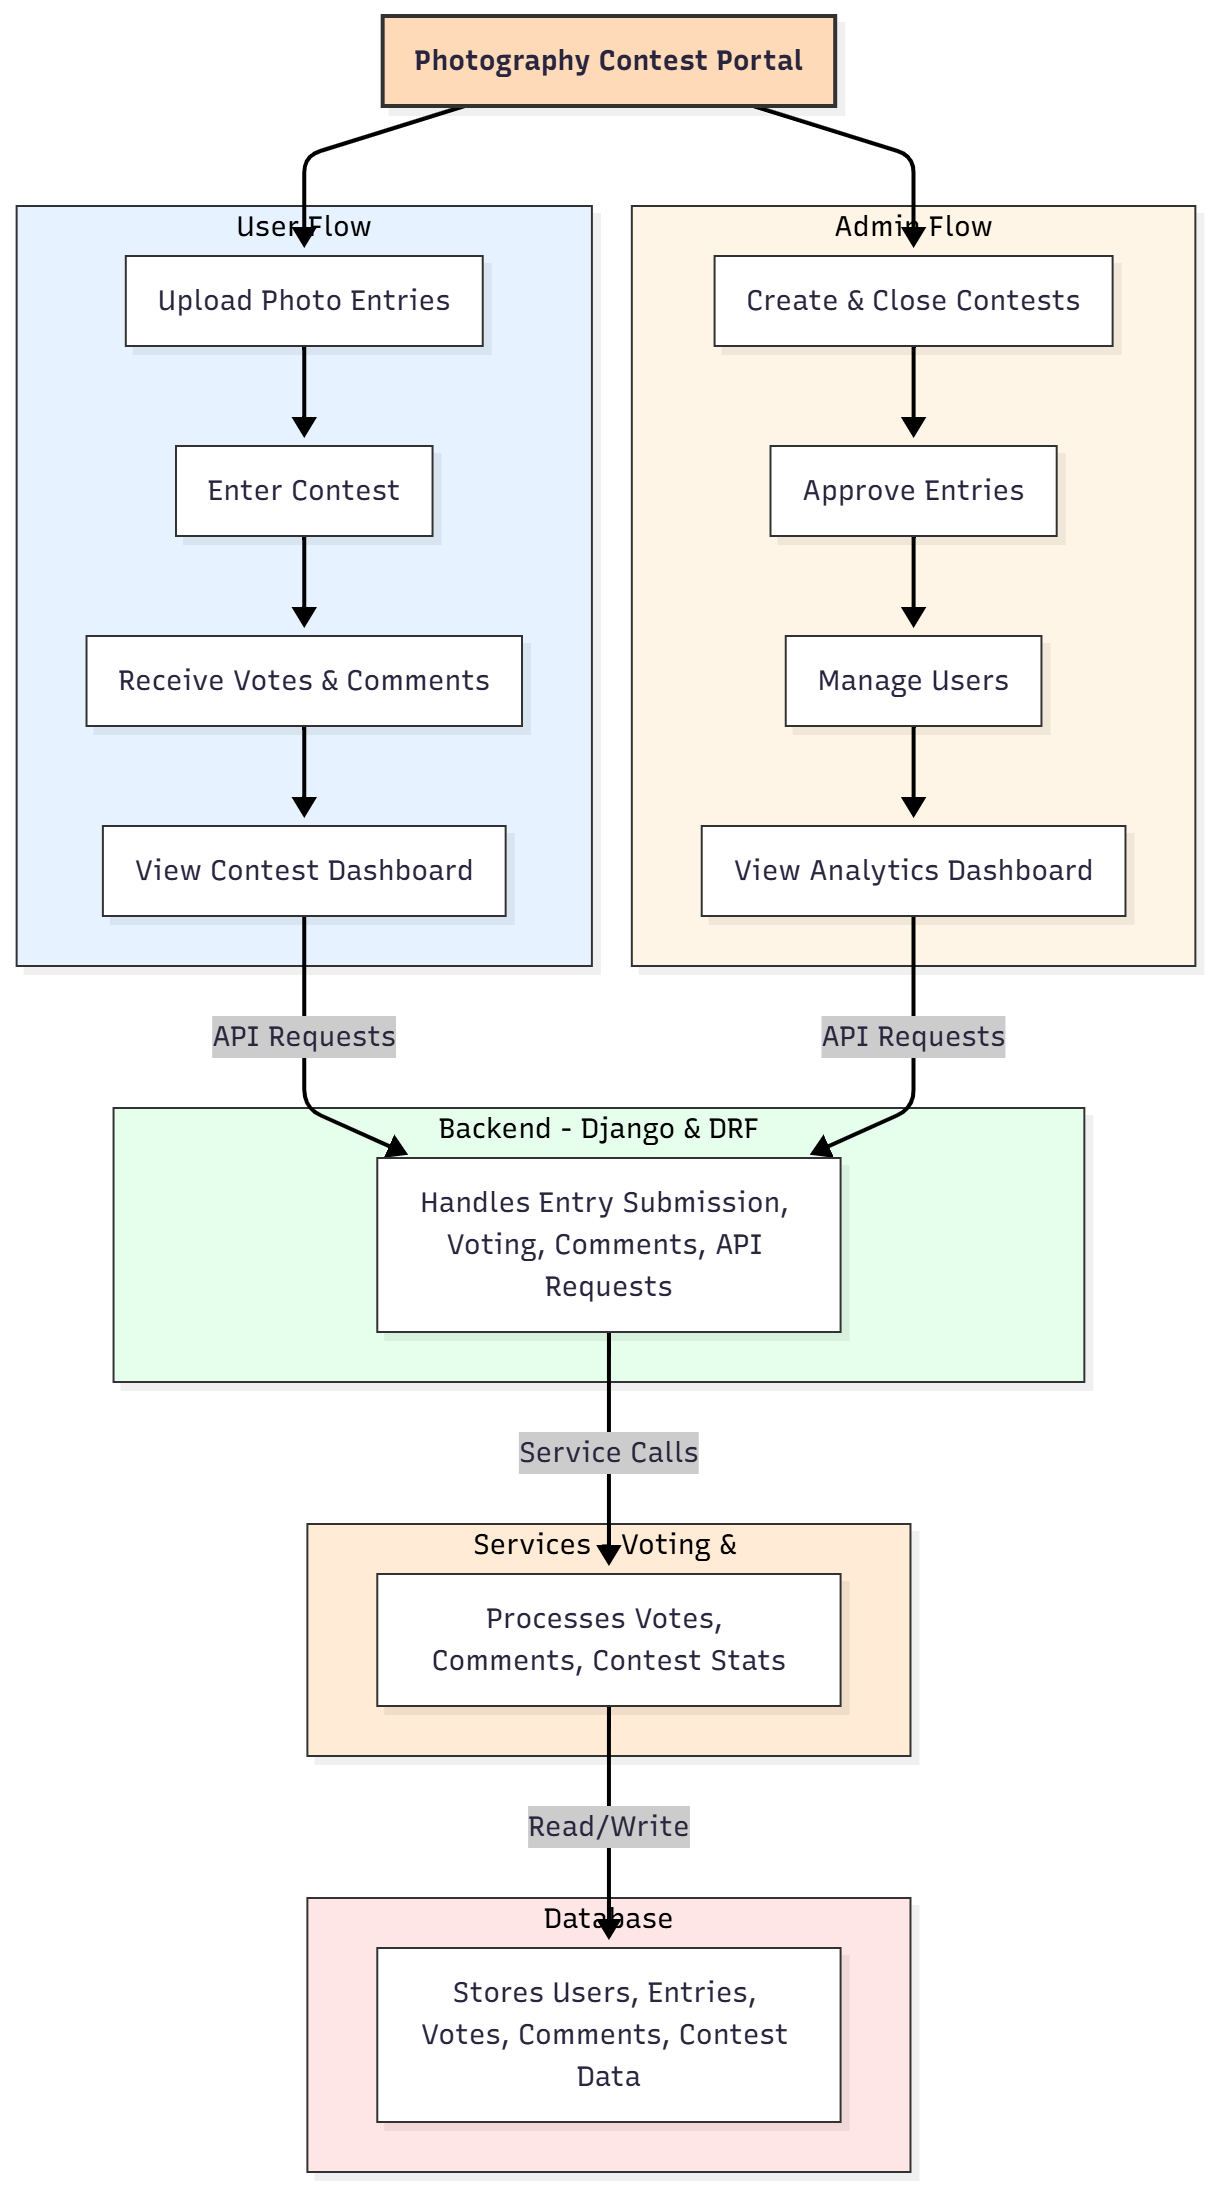 Photography Contest Portal
User Flow
Upload Photo Entries
Enter Contest
Receive Votes & Comments
View Contest Dashboard
API Requests
Admin Flow
Create & Close Contests
Approve Entries
Manage Users
View Analytics Dashboard
API Requests
Backend - Django & DRF
Handles Entry Submission,
Voting, Comments, API
Requests
Service Calls
Services Voting &
Processes Votes,
Comments, Contest Stats
Read/Write
Database
Stores Users, Entries,
Votes, Comments, Contest
Data